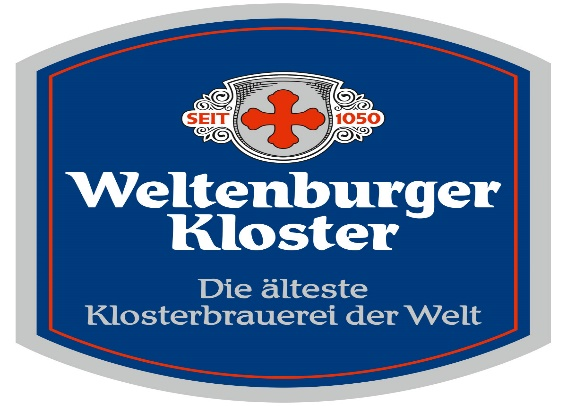 SEIT 1050
Weltenburger
Kloster
Die älteste
Klosterbrauerei der Welt